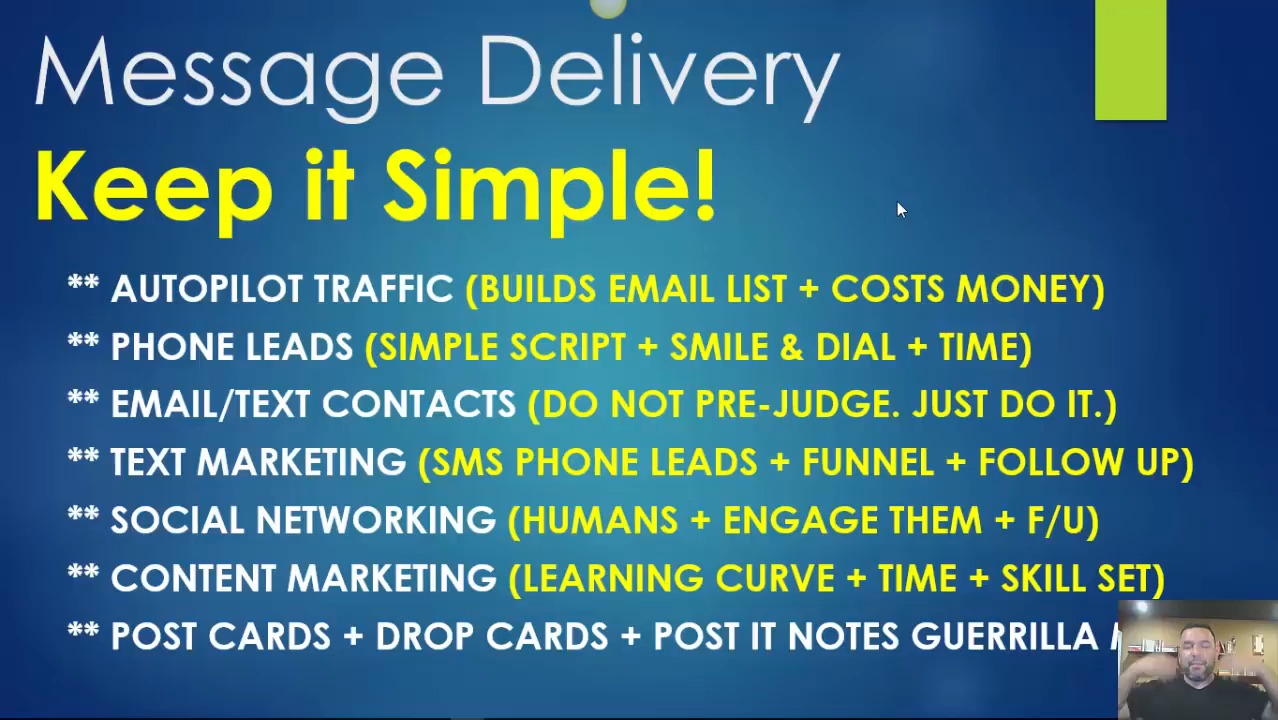 Message Delivery
Keep it Simple!
** AUTOPILOT TRAFFIC (BUILDS EMAIL LIST + COSTS MONEY)
** PHONE LEADS (SIMPLE SCRIPT + SMILE & DIAL + TIME)
** EMAIL/TEXT CONTACTS (DO NOT PRE-JUDGE. JUST DO IT.)
** TEXT MARKETING (SMS PHONE LEADS + FUNNEL + FOLLOW UP)
** SOCIAL NETWORKING (HUMANS + ENGAGE THEM + F/U)
** CONTENT MARKETING (LEARNING CURVE + TIME + SKILL SET)
** POST CARDS + DROP CARDS + POST IT NOTES GUERRILLA